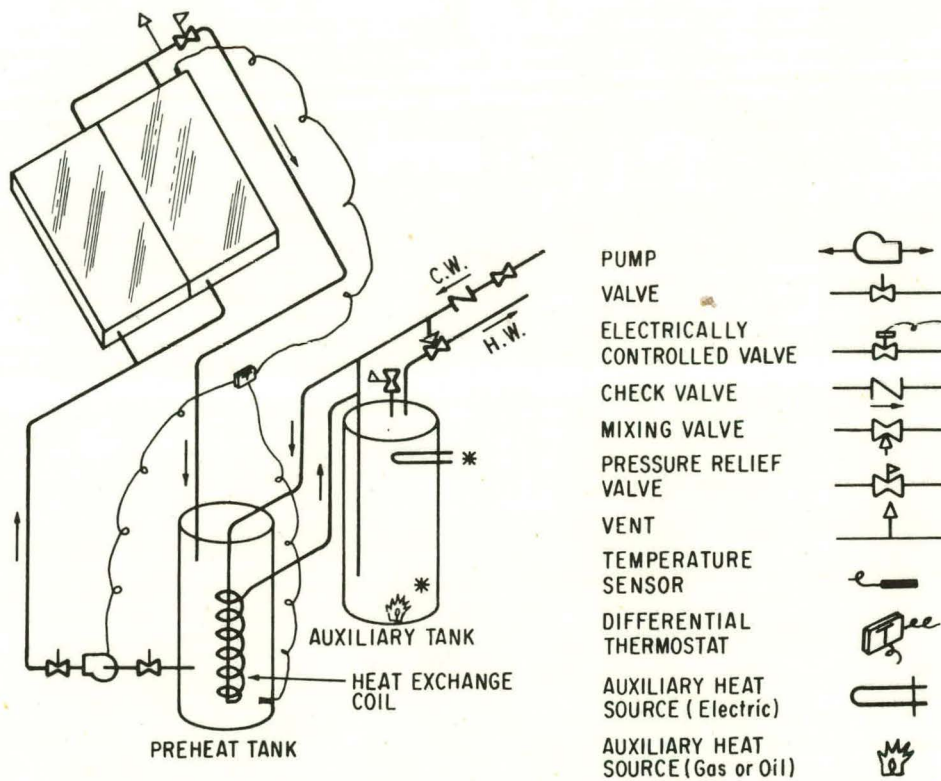 C.W.
H.W.
AUXILIARY TANK
HEAT EXCHANGE
COIL
PREHEAT TANK
PUMP
VALVE
ELECTRICALLY
CONTROLLED VALVE
CHECK VALVE
MIXING VALVE
PRESSURE RELIEF
VALVE
VENT
TEMPERATURE
SENSOR
DIFFERENTIAL
THERMOSTAT
AUXILIARY HEAT
SOURCE (Electric)
AUXILIARY HEAT
SOURCE (Gas or Oil)